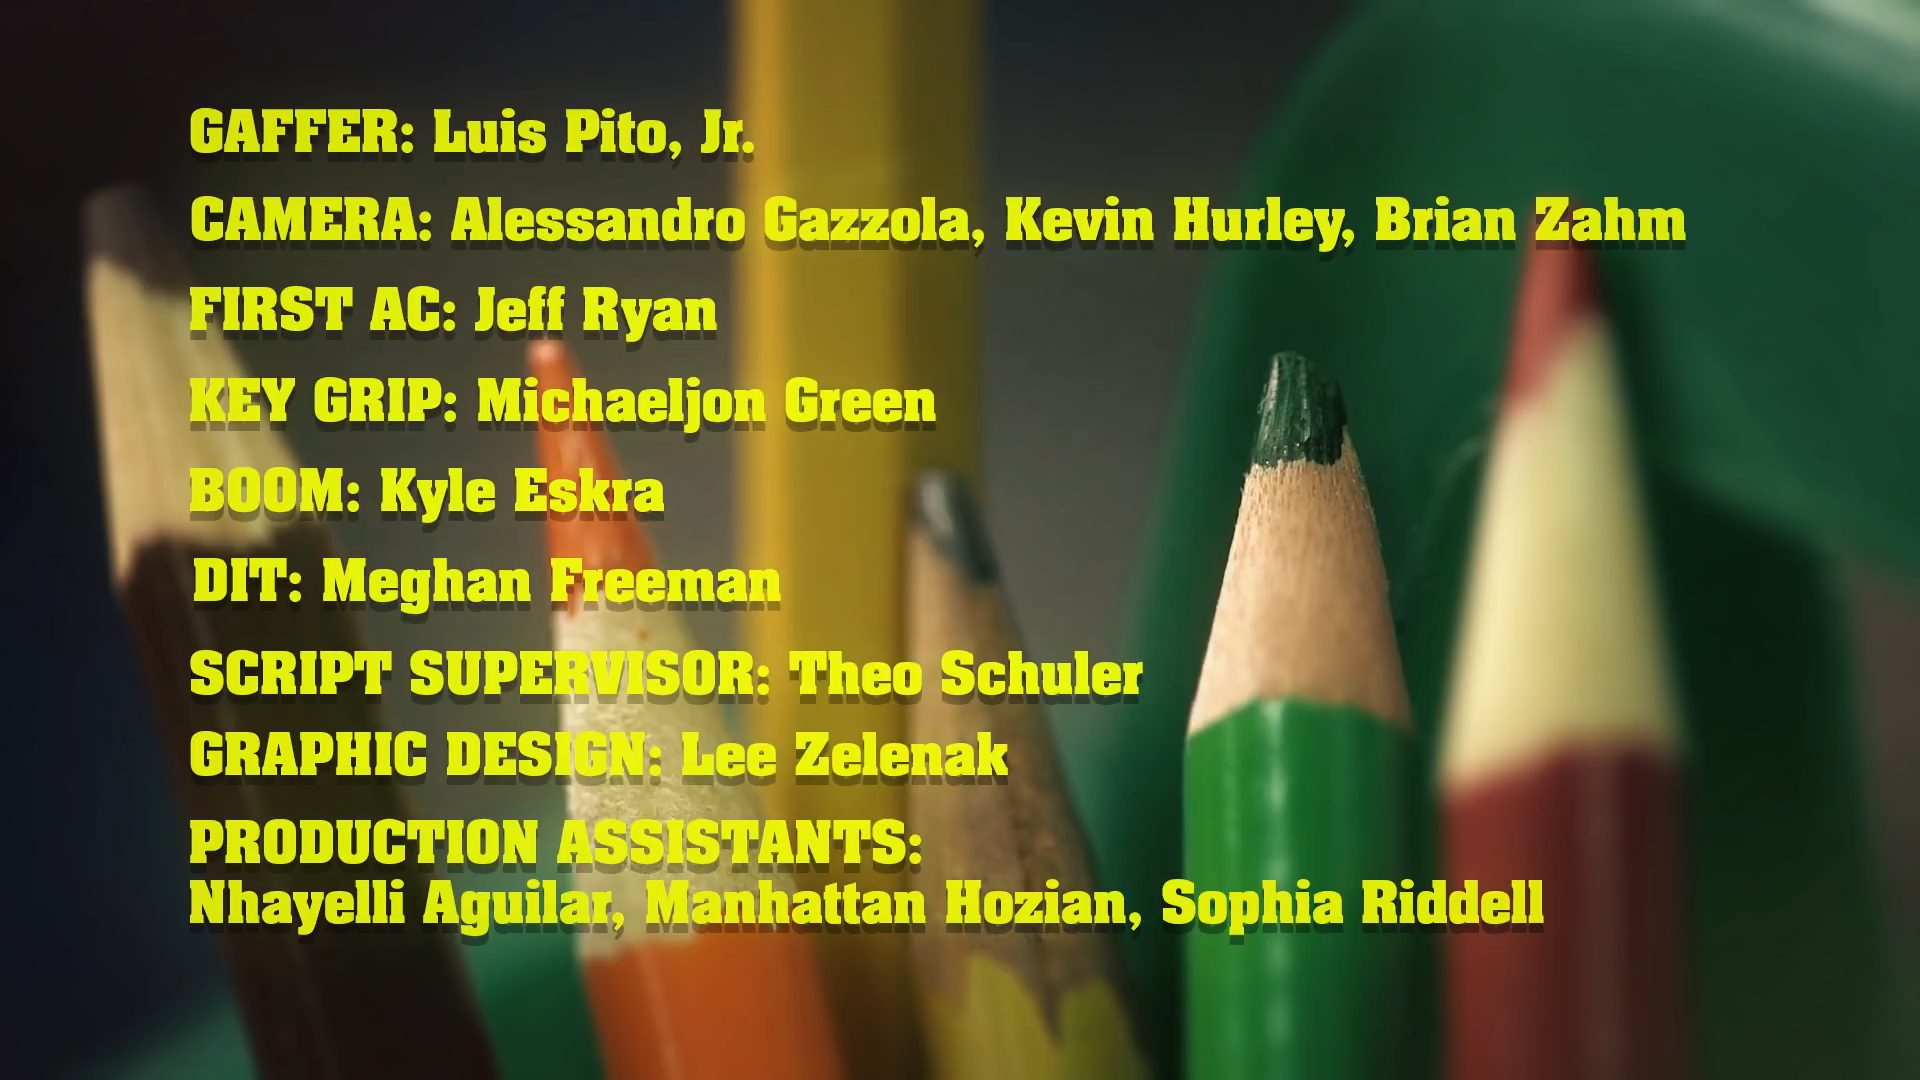 GAFFER: Luis Pito, Jr.
CAMERA: Alessandro Gazzola, Kevin Hurley, Brian Zahm
FIRST AC: Jeff Ryan
KEY GRIP: Michaeljon Green
BOOM: Kyle Eskra
DIT: Meghan Freeman
SCRIPT SUPERVISOR: Theo Schuler
GRAPHIC DESIGN: Lee Zelenak
PRODUCTION ASSISTANTS:
Nhayelli Aguilar, Manhattan Hozian, Sophia Riddell